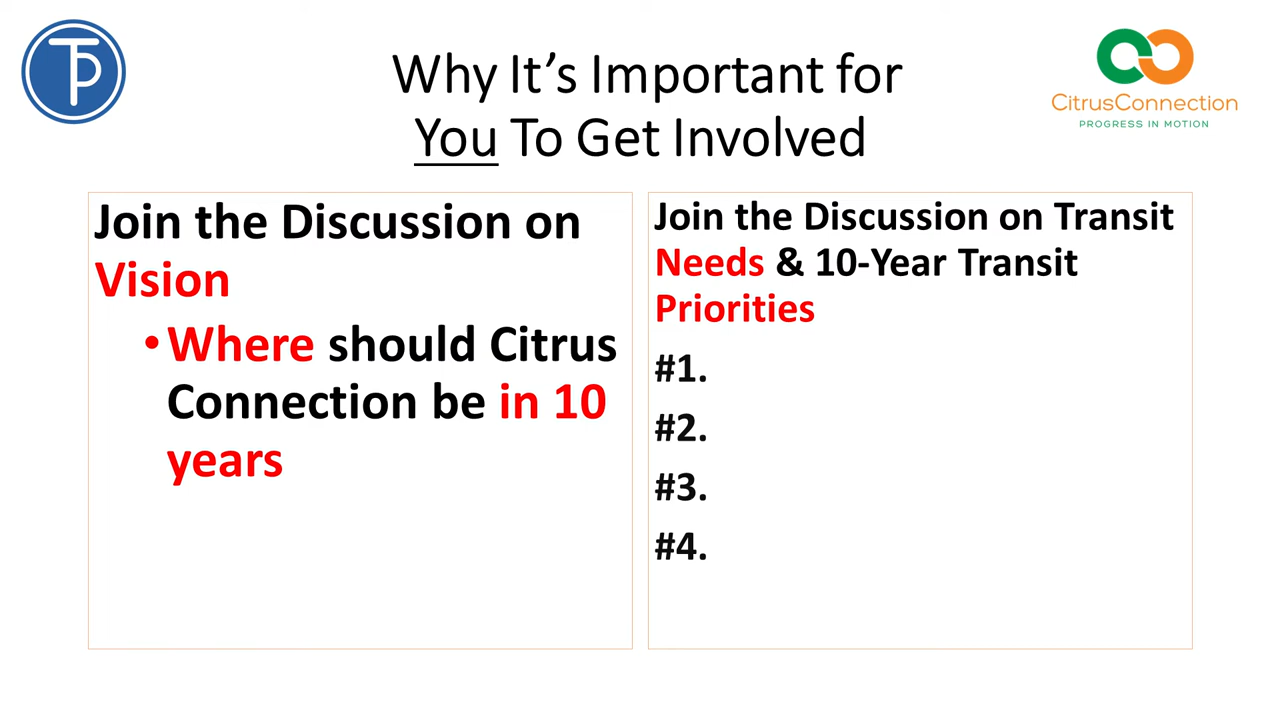 TP
Why It's Important for
You To Get Involved
CitrusConnection
PROGRESS IN MOTION
Join the Discussion on
Vision
• Where should Citrus
Connection be in 10
years
Join the Discussion on Transit
Needs & 10-Year Transit
Priorities
#1.
#2.
#3.
#4.